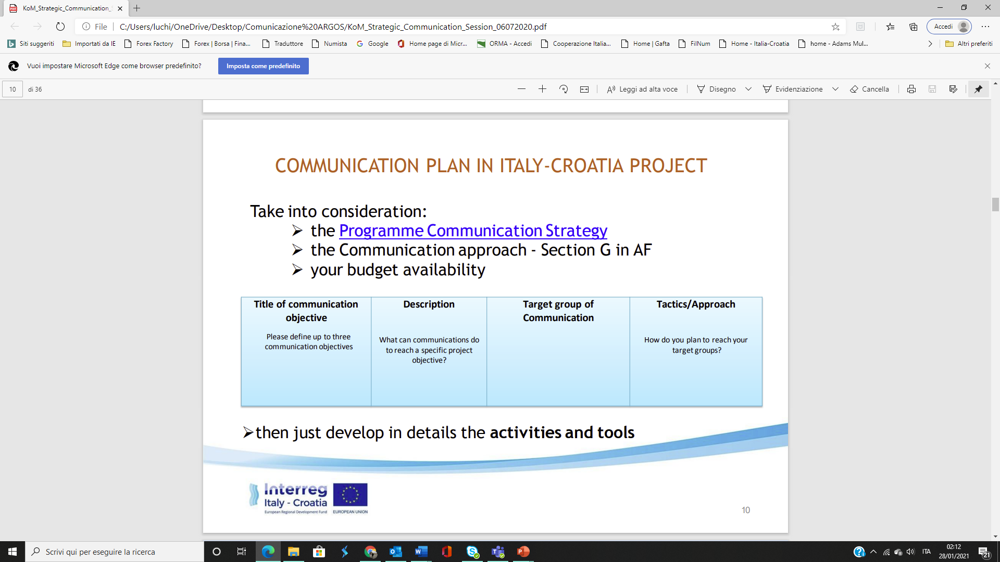 KoM_Strategic_Communication_
File C:/Users/luchi/OneDrive/Desktop/Comunicazione%20ARGOS/KoM_Strategic_Communication_Session_06072020.pdf
Accedi
Siti suggeriti Importati da IE Forex Factory Forex | Borsa | Fina... Traduttore Numista Google Home page di Micr... ORMA - Accedi Cooperazione Italia... Home | Gafta FilNum Home - Italia-Croatia home - Adams Mul... Altri preferiti
Vuoi impostare Microsoft Edge come browser predefinito? Imposta come predefinito
10 di 36 Leggi ad alta voce Disegno Evidenziazione Cancella
COMMUNICATION PLAN IN ITALY-CROATIA PROJECT
Take into consideration:
➢ the Programme Communication Strategy
➢ the Communication approach - Section G in AF
➢ your budget availability
Title of communication
objective
Please define up to three
communication objectives
Description
What can communications do
to reach a specific project
objective?
Target group of
Communication
Tactics/Approach
How do you plan to reach your
target groups?
➢then just develop in details the activities and tools
Interreg
Italy - Croatia
European Regional Development Fund EUROPEAN UNION
10
Scrivi qui per eseguire la ricerca
ITA
02:12
28/01/2021
21